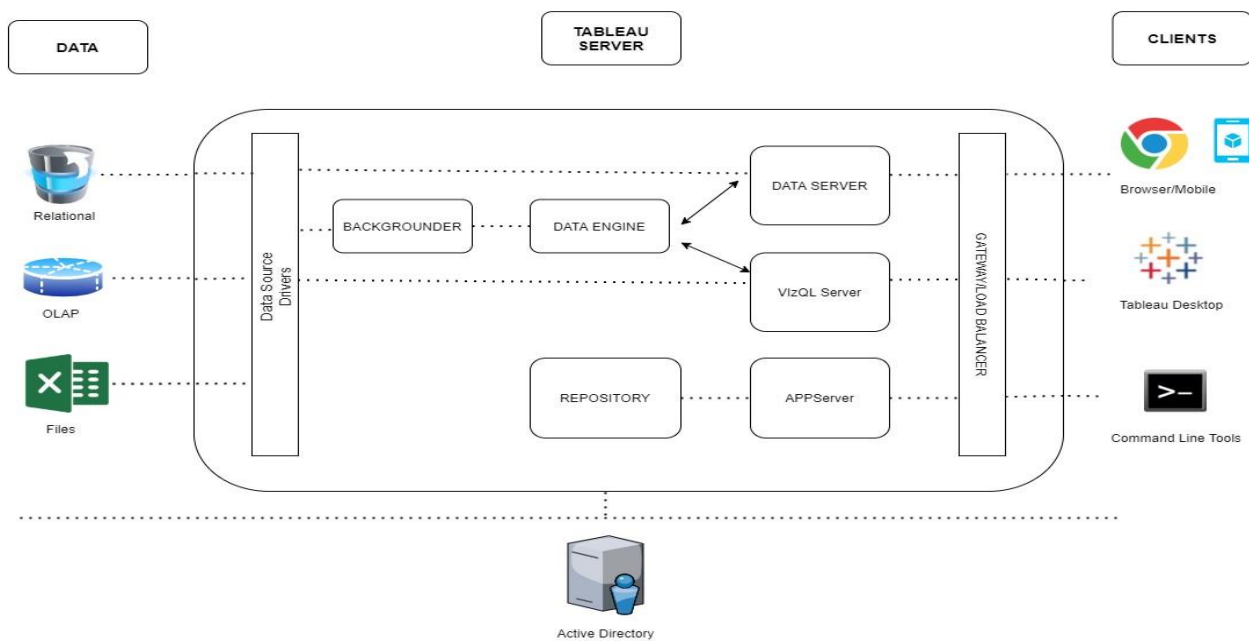 DATA
TABLEAU
SERVER
CLIENTS
Relational
OLAP
Files
Data Source
Drivers
BACKGROUNDER
DATA ENGINE
DATA SERVER
VIzQL Server
REPOSITORY
APPServer
GATEWAY/LOAD BALANCER
Browser/Mobile
Tableau Desktop
>-
Command Line Tools
Active Directory